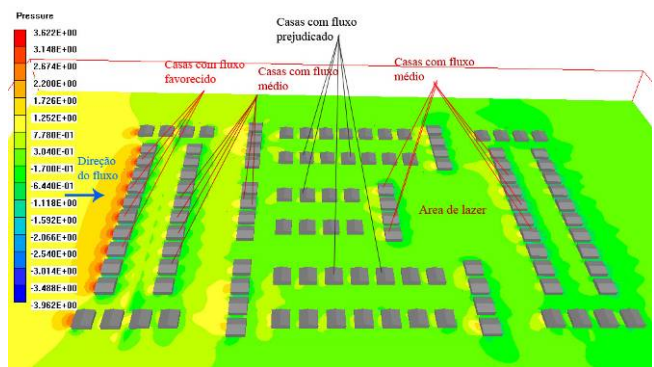 Pressure
3.622E+00
3.148E+00
2.674E+00
2.200E+00
1.726E+00
1.252E+00
7.780E-01
3.040E-01
-1.700E-01
-6.440E-01
-1.118E+00
-1.592E+00
-2.066E+00
-2.540E+00
-3.014E+00
-3.488E+00
-3.962E+00
Casas com fluxo
prejudicado
Casas com fluxo
favorecido
Casas com fluxo
médio
Casas com fluxo
médio
Direção
do fluxo
Area de lazer